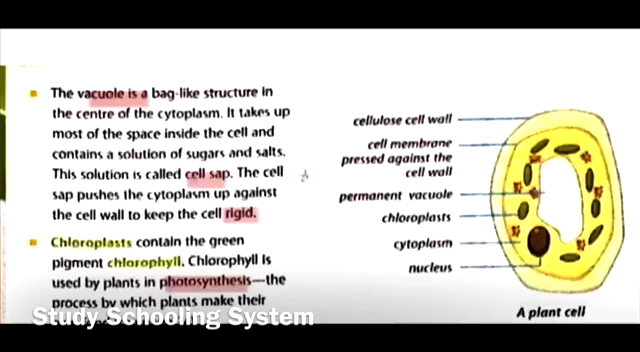 The vacuole is a bag-like structure in
the centre of the cytoplasm. It takes up
most of the space inside the cell and
contains a solution of sugars and salts.
This solution is called cell sap. The cell
sap pushes the cytoplasm up against
the cell wall to keep the cell rigid.
Chloroplasts contain the green
pigment chlorophyll. Chlorophyll is
used by plants in photosynthesis—the
process by which plants make their
cellulose cell wall
cell membrane
pressed against the
cell wall
permanent vacuole
chloroplasts
cytoplasm
nucleus
A plant cell
Study Schooling System